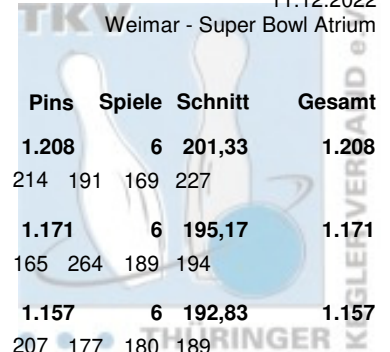 11.12.2022
TKV
Weimar - Super Bowl Atrium
Pins Spiele Schnitt Gesamt
1.208 6 201,33 1.208
214 191 169 227
1.171 6 195,17 1.171
165 264 189 194
1.157 6 192,83 1.157
207 177 180 189
THÜRINGER
KEGLER VERBAND e.V.